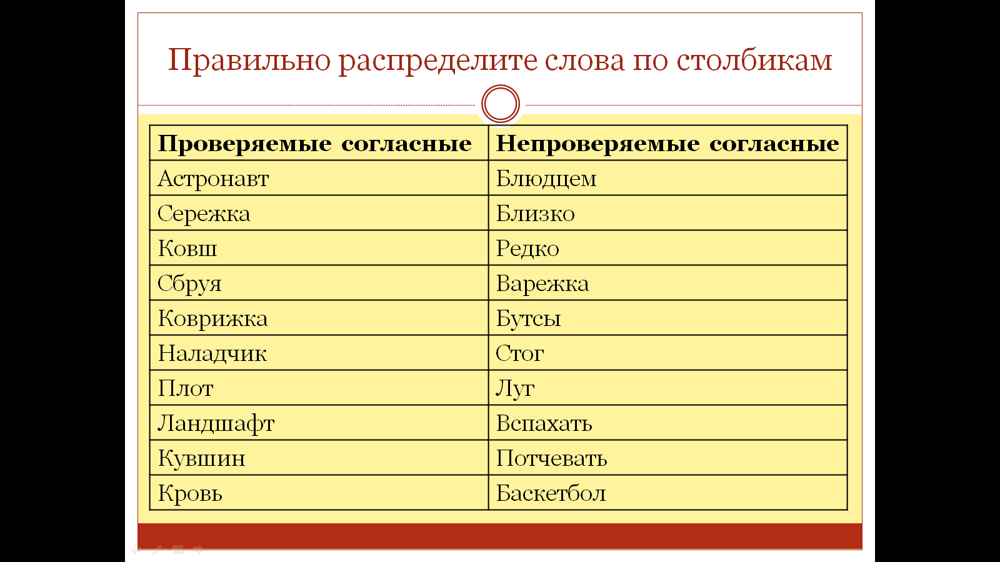 Правильно распределите слова по столбикам
Проверяемые согласные Непроверяемые согласные
Астронавт Блюдцем
Сережка Близко
Ковш Редко
Сбруя Варежка
Коврижка Бутсы
Наладчик Стог
Плот Луг
Ландшафт Вспахать
Кувшин Потчевать
Кровь Баскетбол